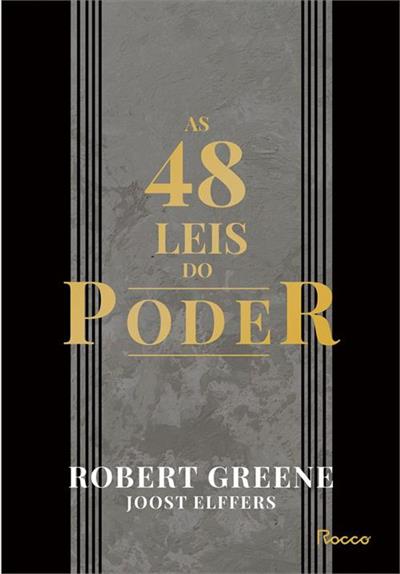 AS
48
LEIS
DO
PODER
ROBERT GREENE
JOOST ELFFERS
Rocco